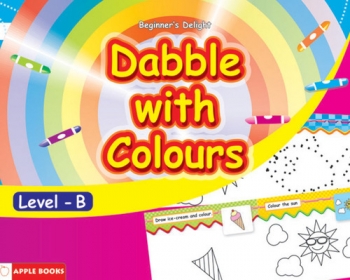 Beginner's Delight
Dabble
with
Colours
Level - B
Draw ice-cream and colour
Colour the sun
APPLE BOOKS